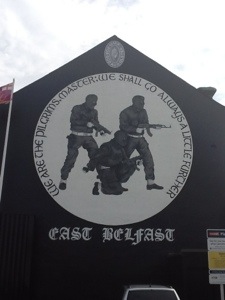 WE ARE THE PILGRIMS, MASTER; WE SHALL GO ALWAYS A LITTLE FURTHER
EAST BELFAST